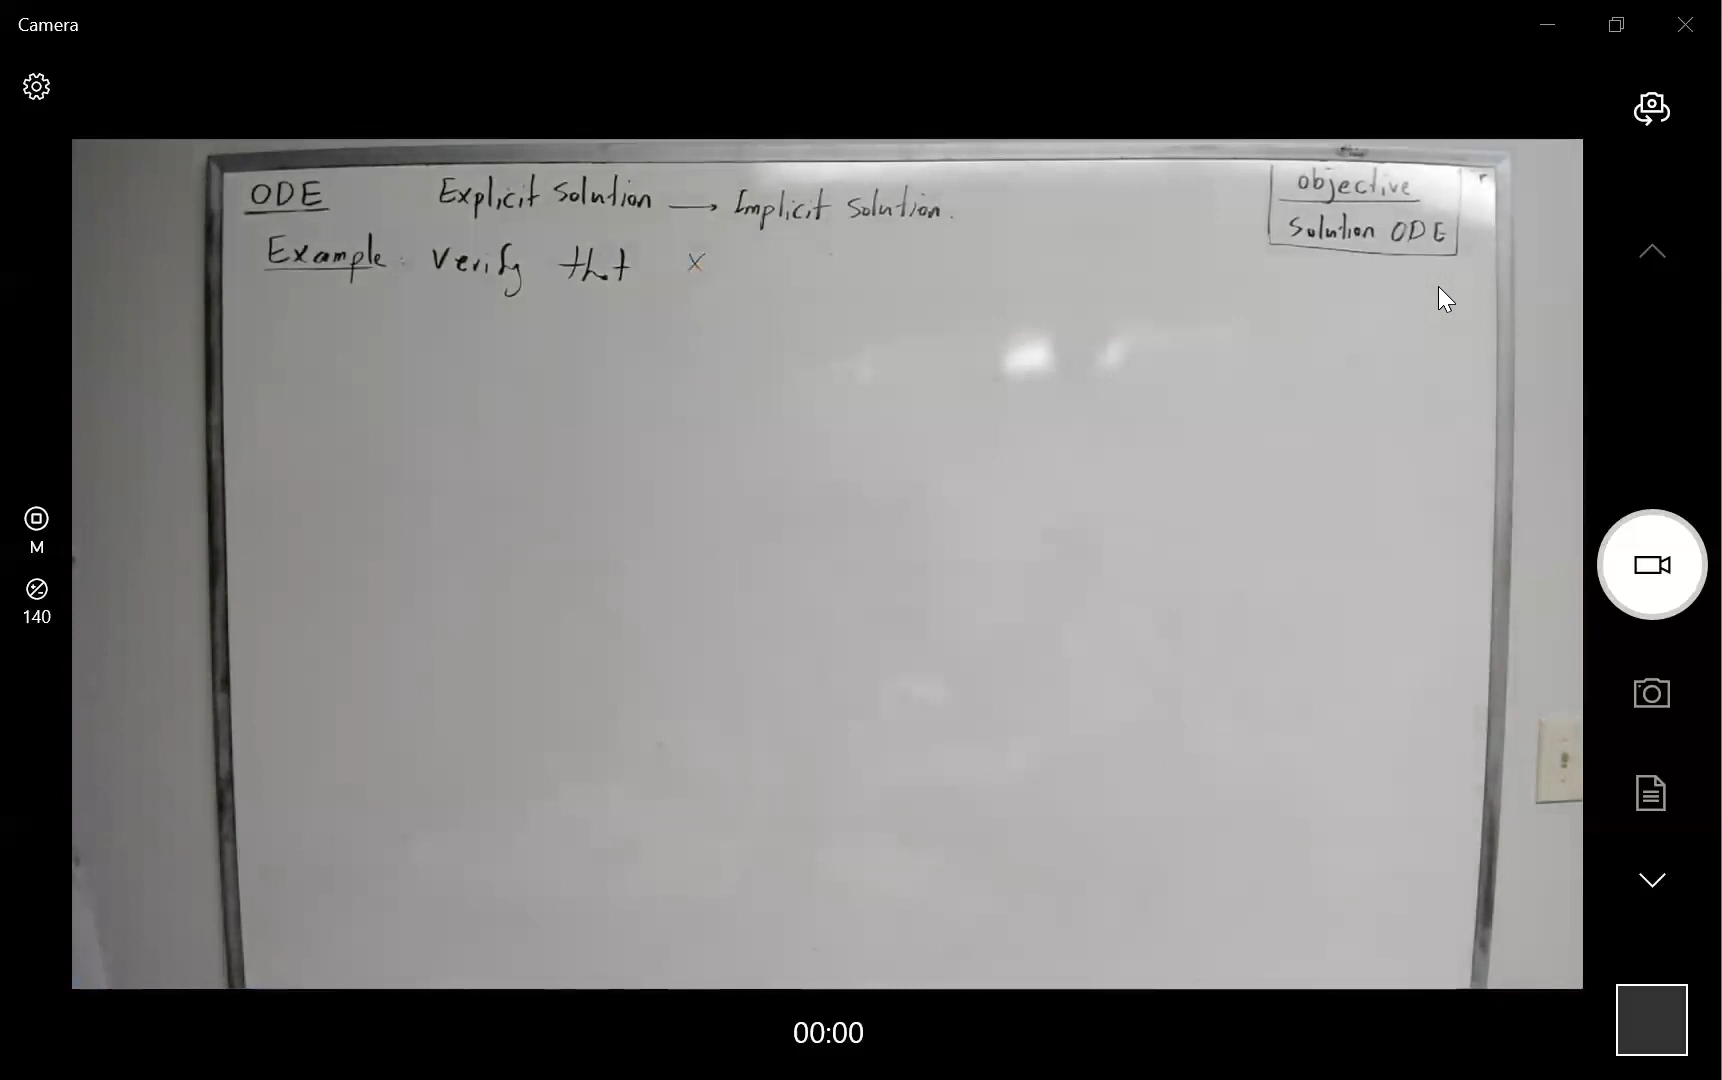 Camera
ODE Explicit Solution → Implicit Solution.
objective
Solution ODE
Example: Verify that x
M
140
00:00